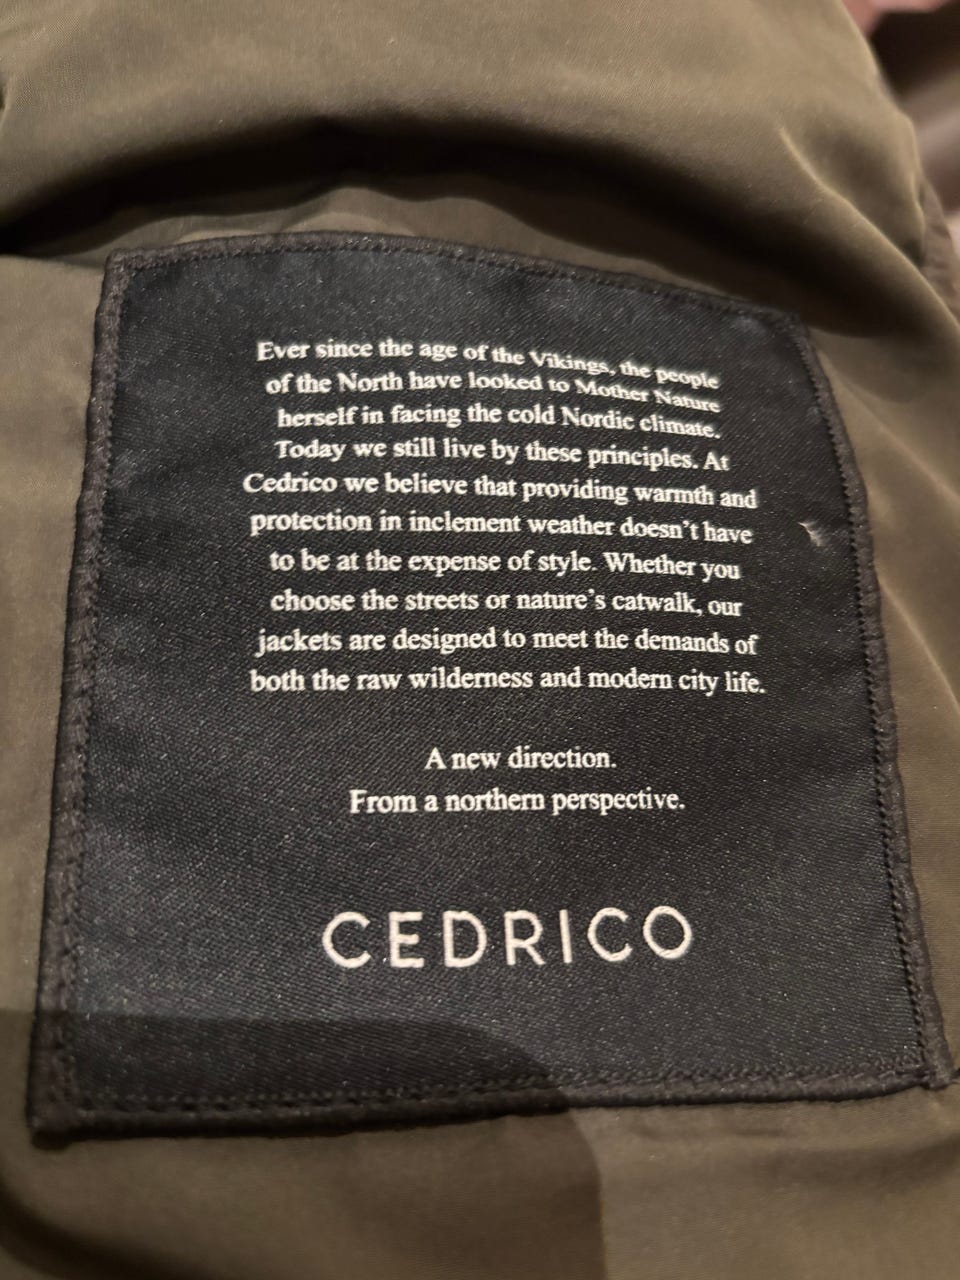 Ever since the age of the Vikings, the people
of the North have looked to Mother Nature
herself in facing the cold Nordic climate.
Today we still live by these principles. At
Cedrico we believe that providing warmth and
protection in inclement weather doesn't have
to be at the expense of style. Whether you
choose the streets or nature's catwalk, our
jackets are designed to meet the demands of
both the raw wilderness and modern city life.
A new direction.
From a northern perspective.
CEDRICO